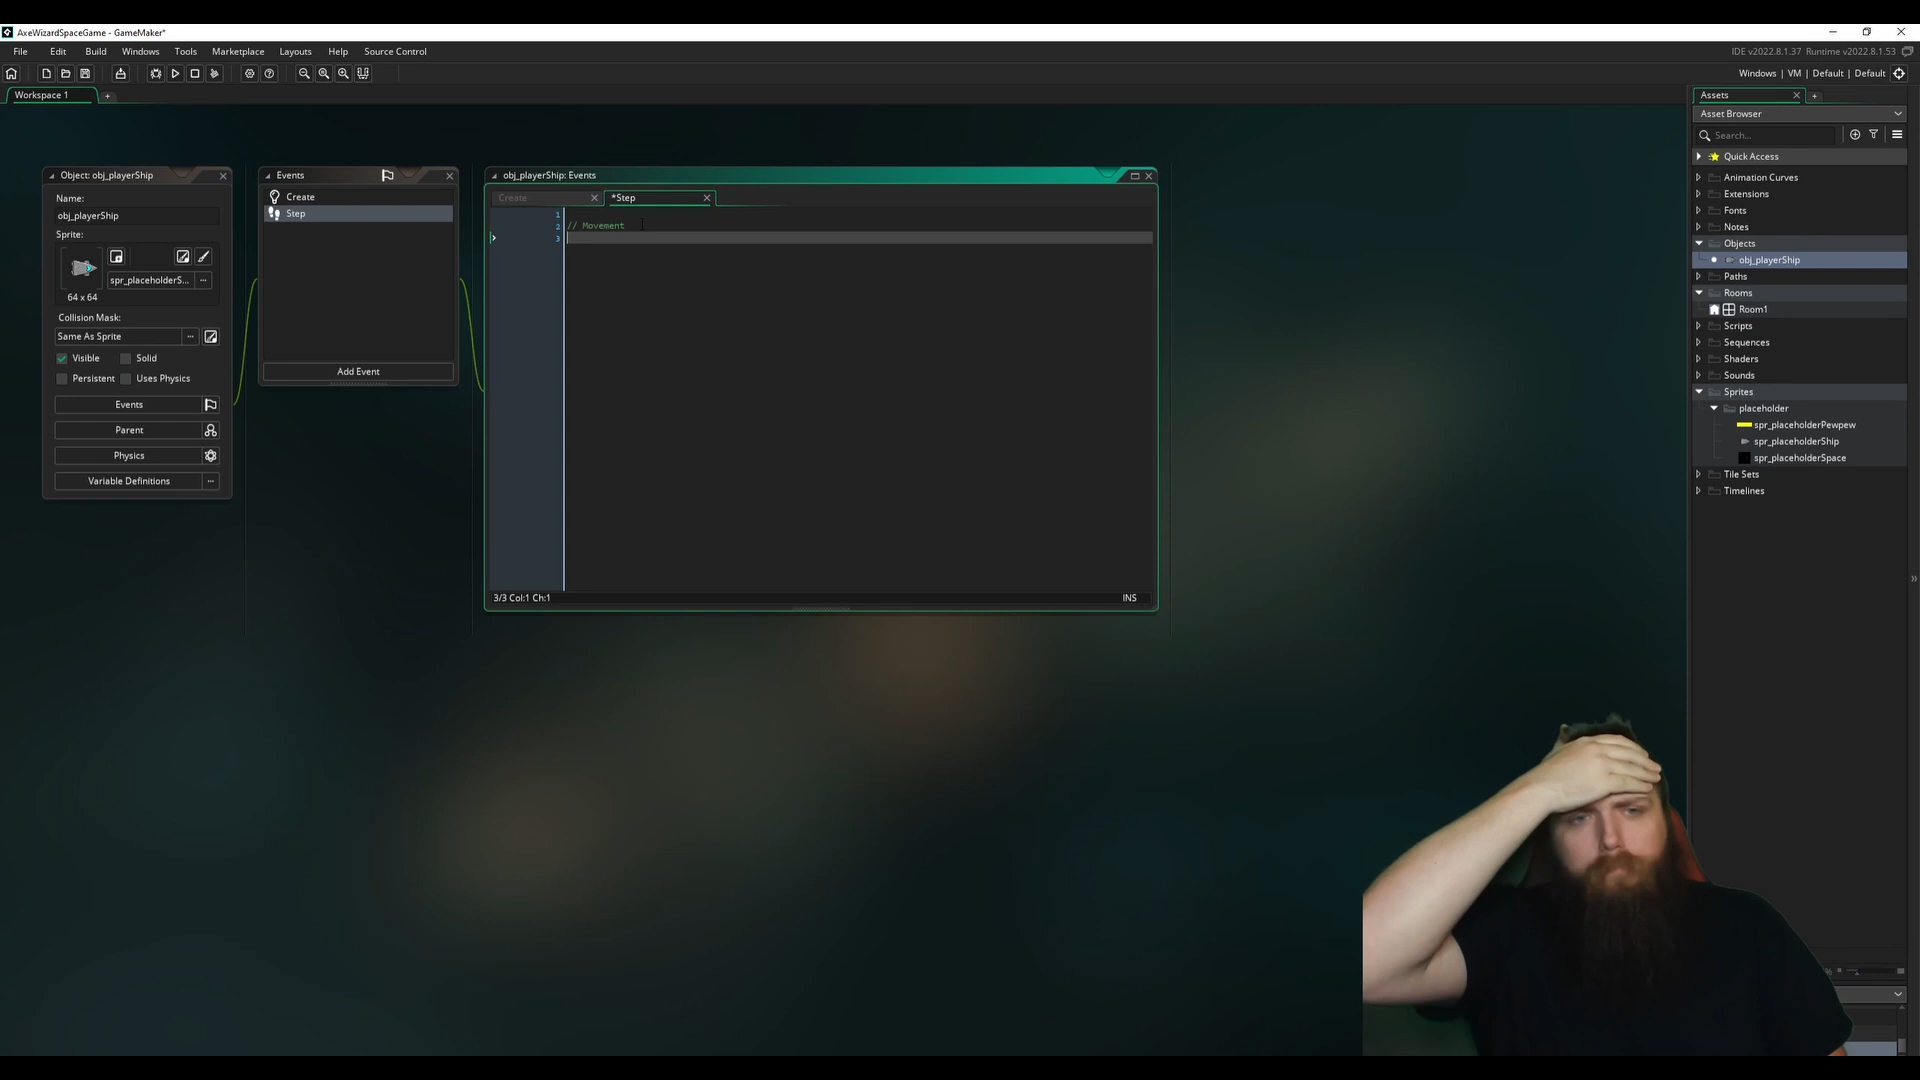 AxeWizardSpaceGame - GameMaker*
File Edit Build Windows Tools Marketplace Layouts Help Source Control
IDE v2022.8.1.37 Runtime v2022.8.1.53
Windows | VM | Default | Default
Workspace 1
Object: obj_playerShip
Name:
obj_playerShip
Sprite:
spr_placeholderS...
64 x 64
Collision Mask:
Same As Sprite
Visible Solid
Persistent Uses Physics
Events
Parent
Physics
Variable Definitions
Events
Create
Step
Add Event
obj_playerShip: Events
Create *Step
1
2 // Movement
3
3/3 Col:1 Ch:1 INS
Assets
Asset Browser
Search...
Quick Access
Animation Curves
Extensions
Fonts
Notes
Objects
obj_playerShip
Paths
Rooms
Room1
Scripts
Sequences
Shaders
Sounds
Sprites
placeholder
spr_placeholderPewpew
spr_placeholderShip
spr_placeholderSpace
Tile Sets
Timelines